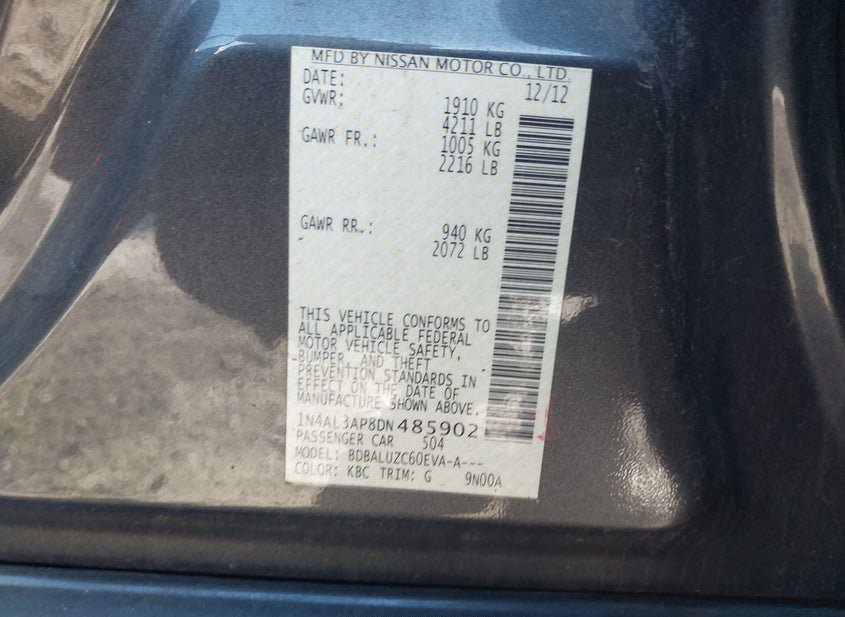 MFD BY NISSAN MOTOR CO., LTD.
DATE: 12/12
GVWR: 1910 KG
4211 LB
GAWR FR.: 1005 KG
2216 LB
GAWR RR.: 940 KG
2072 LB
THIS VEHICLE CONFORMS TO
ALL APPLICABLE FEDERAL
MOTOR VEHICLE SAFETY,
BUMPER, AND THEFT
PREVENTION STANDARDS IN
EFFECT ON THE DATE OF
MANUFACTURE SHOWN ABOVE.
1N4AL3AP8DN485902
PASSENGER CAR 504
MODEL: BDBALUZC60EVA-A---
COLOR: KBC TRIM: G 9N00A